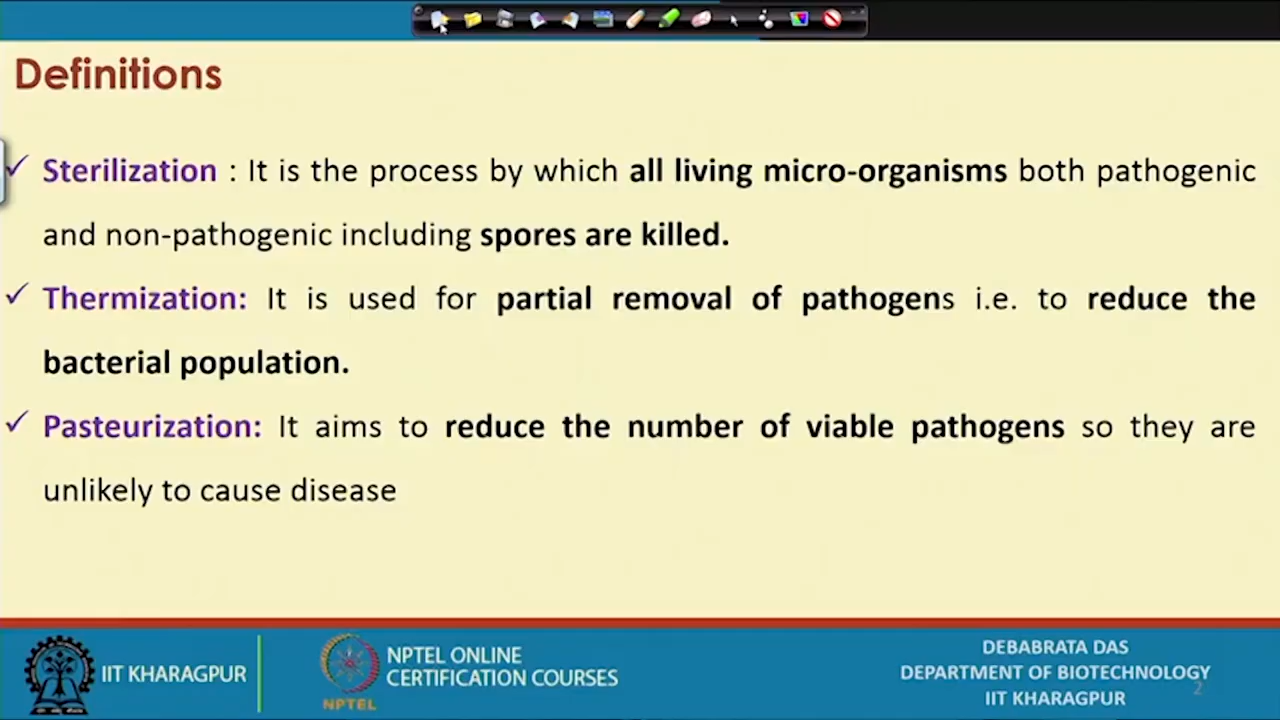 Definitions
✓ Sterilization : It is the process by which all living micro-organisms both pathogenic
and non-pathogenic including spores are killed.
✓ Thermization: It is used for partial removal of pathogens i.e. to reduce the
bacterial population.
✓ Pasteurization: It aims to reduce the number of viable pathogens so they are
unlikely to cause disease
IIT KHARAGPUR
NPTEL
NPTEL ONLINE
CERTIFICATION COURSES
DEBABRATA DAS
DEPARTMENT OF BIOTECHNOLOGY
IIT KHARAGPUR
2